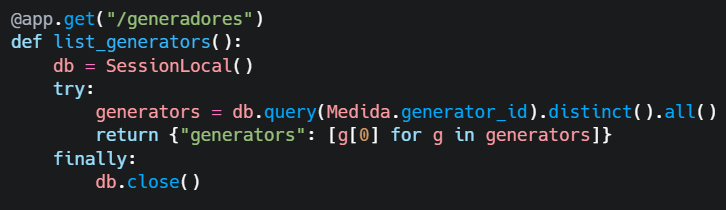 @app.get("/generadores")
def list_generators():
    db = SessionLocal()
    try:
        generators = db.query(Medida.generator_id).distinct().all()
        return {"generators": [g[0] for g in generators]}
    finally:
        db.close()